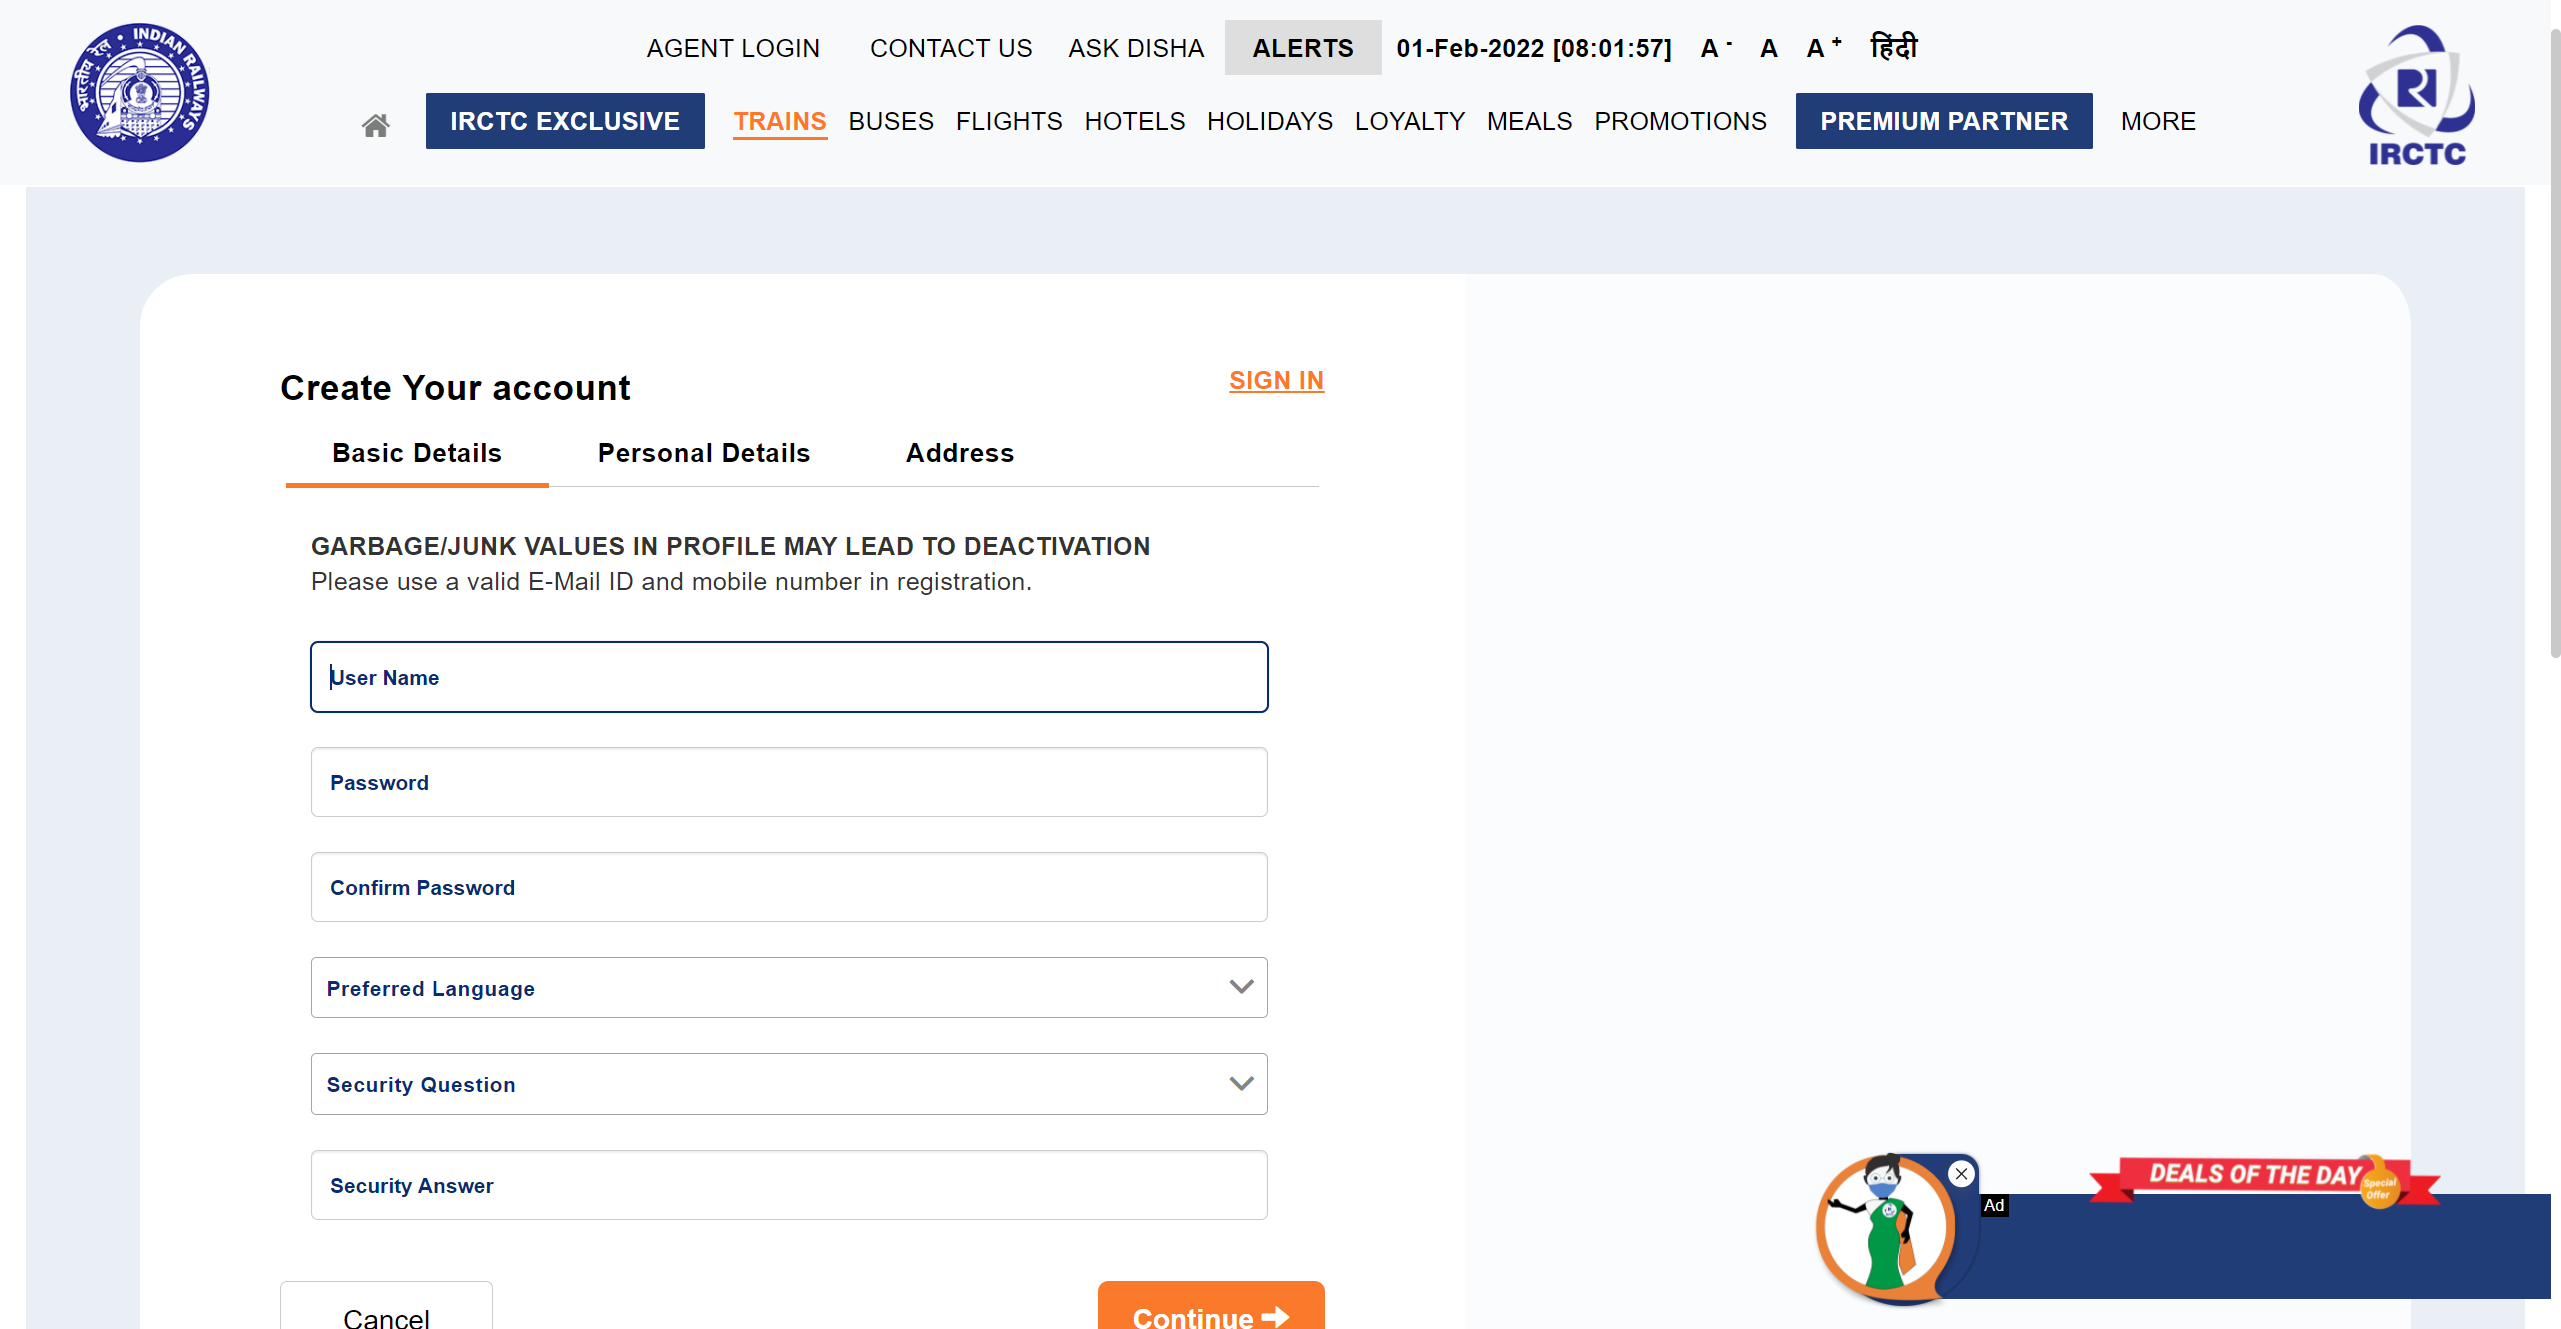 AGENT LOGIN CONTACT US ASK DISHA ALERTS 01-Feb-2022 [08:01:57] A - A A + हिंदी
भारतीय रेल • INDIAN RAILWAYS
IRCTC EXCLUSIVE TRAINS BUSES FLIGHTS HOTELS HOLIDAYS LOYALTY MEALS PROMOTIONS PREMIUM PARTNER MORE
IRCTC
Create Your account SIGN IN
Basic Details Personal Details Address
GARBAGE/JUNK VALUES IN PROFILE MAY LEAD TO DEACTIVATION
Please use a valid E-Mail ID and mobile number in registration.
User Name
Password
Confirm Password
Preferred Language
Security Question
Security Answer
DEALS OF THE DAY
Special
Offer
Ad
Cancel Continue